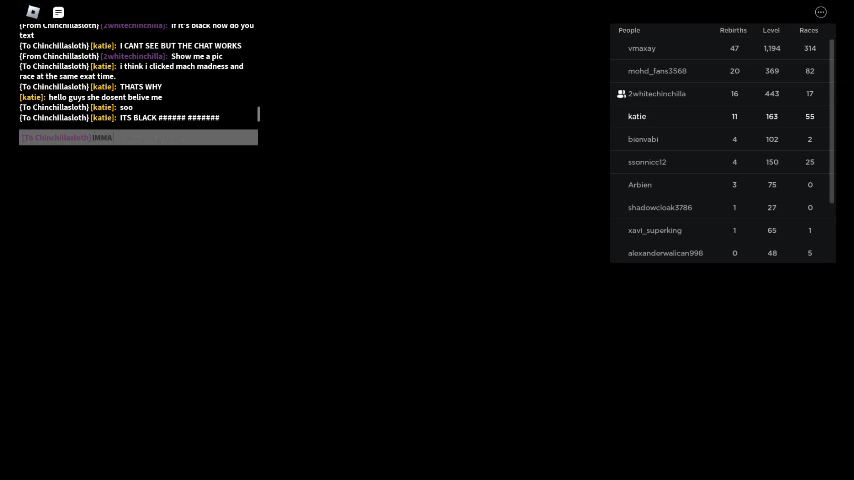 {From Chinchillasloth} [2whitechinchilla]: If it's black how do you
text
{To Chinchillasloth} [katie]: I CANT SEE BUT THE CHAT WORKS
{From Chinchillasloth} [2whitechinchilla]: Show me a pic
{To Chinchillasloth} [katie]: i think i clicked mach madness and
race at the same exat time.
{To Chinchillasloth} [katie]: THATS WHY
[katie]: hello guys she dosent belive me
{To Chinchillasloth} [katie]: soo
{To Chinchillasloth} [katie]: ITS BLACK ###### #######
[To Chinchillasloth] IMMA
People Rebirths Level Races
vmaxay 47 1,194 314
mohd_fans3568 20 369 82
2whitechinchilla 16 443 17
katie 11 163 55
bienvabi 4 102 2
ssonnicc12 4 150 25
Arbien 3 75 0
shadowcloak3786 1 27 0
xavi_superking 1 65 1
alexanderwalican998 0 48 5